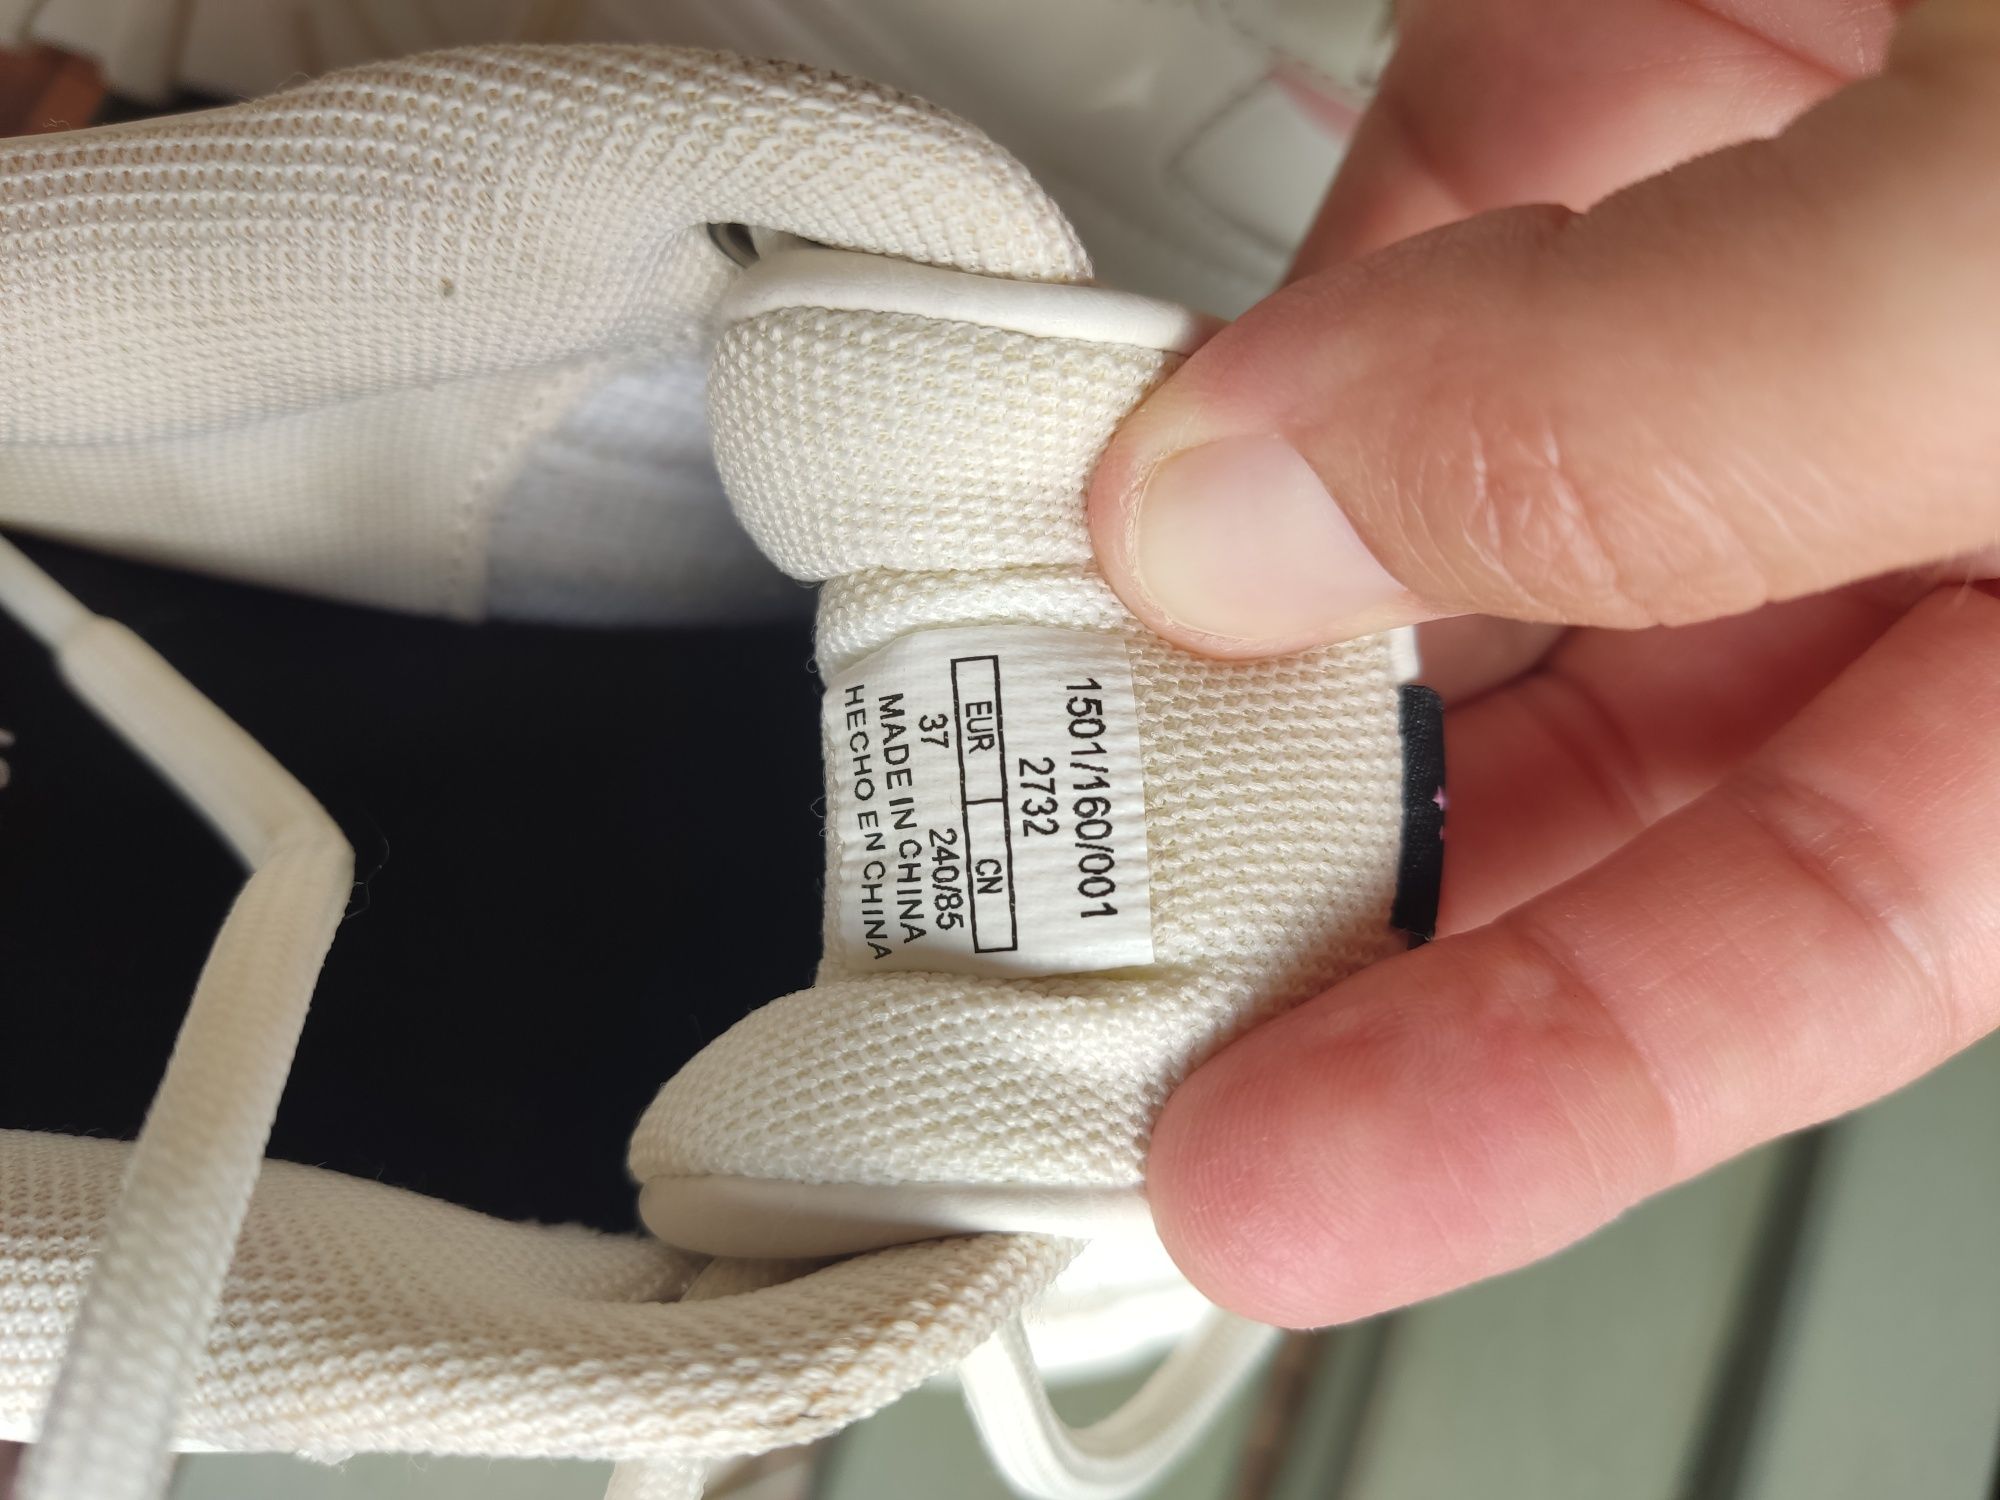 1501/160/001
2732
EUR CN
37 240/85
MADE IN CHINA
HECHO EN CHINA